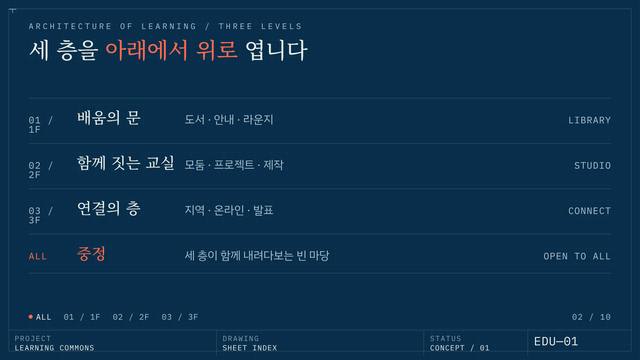 ARCHITECTURE OF LEARNING / THREE LEVELS
세 층을 아래에서 위로 엽니다
01 / 1F 배움의 문 도서 · 안내 · 라운지 LIBRARY
02 / 2F 함께 짓는 교실 모둠 · 프로젝트 · 제작 STUDIO
03 / 3F 연결의 층 지역 · 온라인 · 발표 CONNECT
ALL 중정 세 층이 함께 내려다보는 빈 마당 OPEN TO ALL
ALL 01 / 1F 02 / 2F 03 / 3F 02 / 10
PROJECT DRAWING STATUS EDU—01
LEARNING COMMONS SHEET INDEX CONCEPT / 01